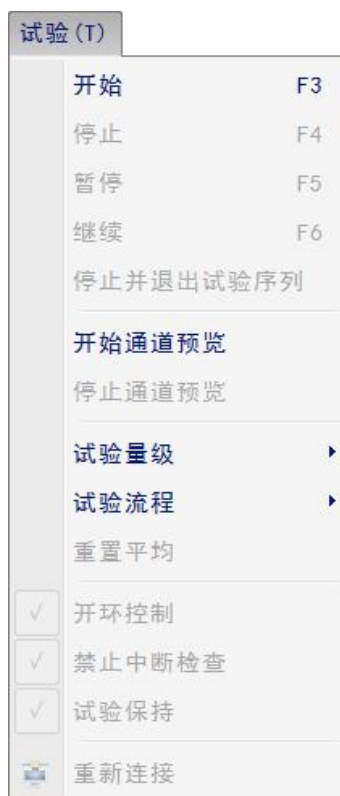 试验(T)
开始 F3
停止 F4
暂停 F5
继续 F6
停止并退出试验序列
开始通道预览
停止通道预览
试验量级
试验流程
重置平均
开环控制
禁止中断检查
试验保持
重新连接